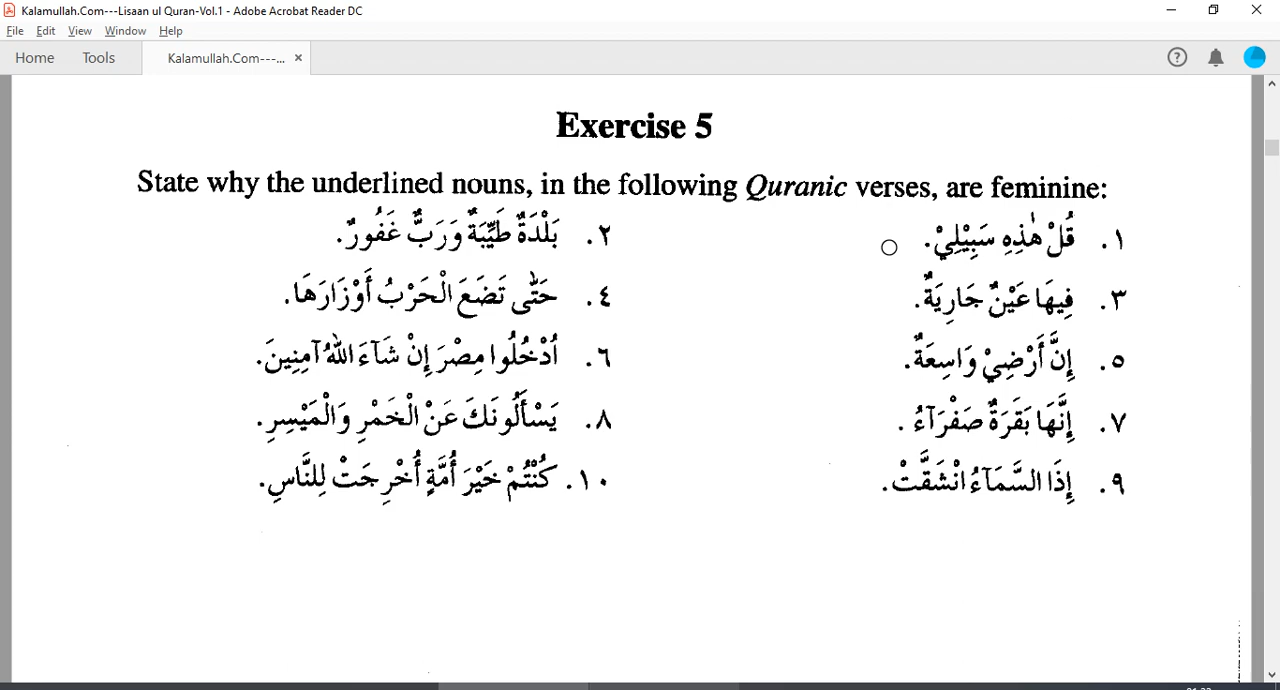 Kalamullah.Com---Lisaan ul Quran-Vol.1 - Adobe Acrobat Reader DC
File Edit View Window Help
Home Tools Kalamullah.Com---... ×
Exercise 5
State why the underlined nouns, in the following Quranic verses, are feminine:
١. قُلْ هٰذِهِ سَبِيْلِيْ. ٢. بَلْدَةٌ طَيِّبَةٌ وَرَبٌّ غَفُورٌ.
٣. فِيهَا عَيْنٌ جَارِيَةٌ. ٤. حَتّٰى تَضَعَ الْحَرْبُ أَوْزَارَهَا.
٥. إِنَّ أَرْضِيْ وَاسِعَةٌ. ٦. اُدْخُلُوا مِصْرَ إِنْ شَآءَ اللهُ آمِنِينَ.
٧. إِنَّهَا بَقَرَةٌ صَفْرَآءُ. ٨. يَسْأَلُونَكَ عَنْ الْخَمْرِ وَالْمَيْسِرِ.
٩. إِذَا السَّمَآءُ انْشَقَّتْ. ١٠. كُنْتُمْ خَيْرَ أُمَّةٍ أُخْرِجَتْ لِلنَّاسِ.